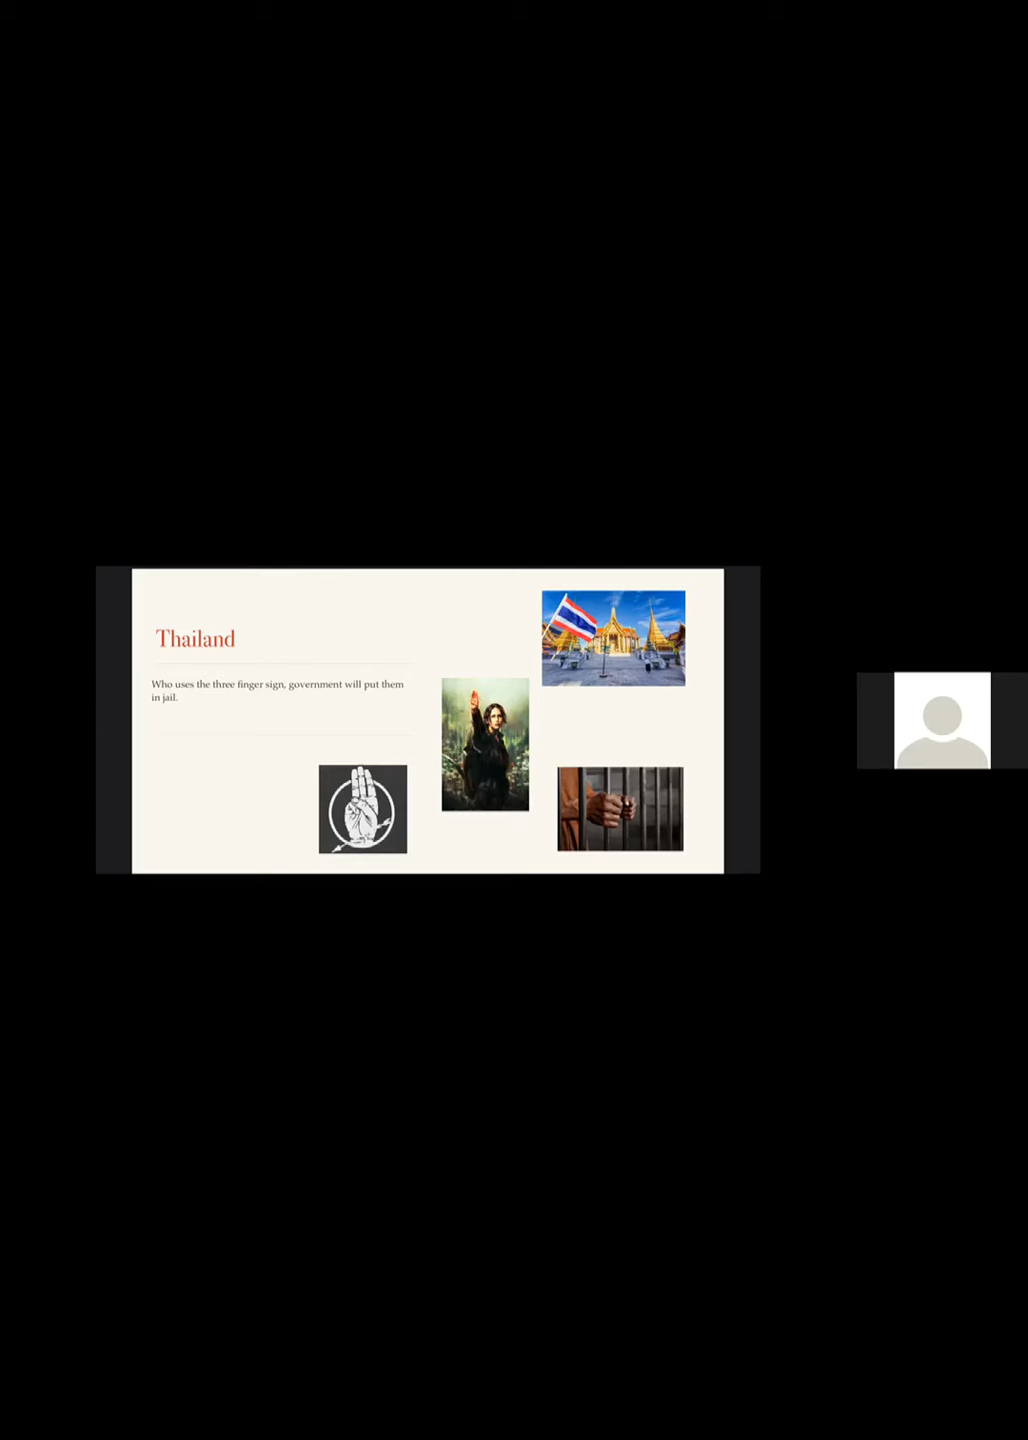 Thailand
Who uses the three finger sign, government will put them
in jail.